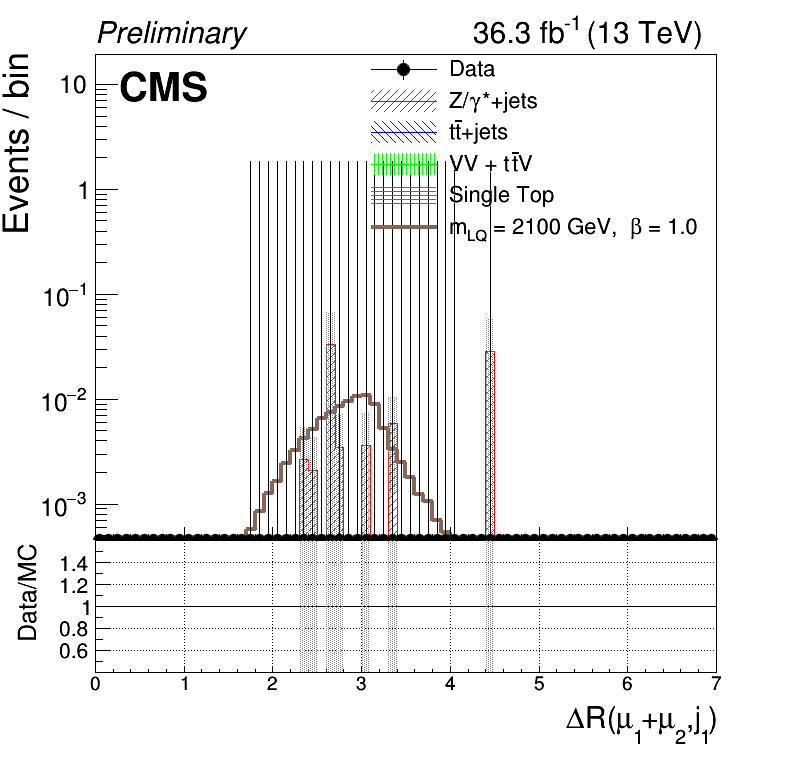 Preliminary 36.3 fb⁻¹ (13 TeV)
CMS
Events / bin
10
1
10⁻¹
10⁻²
10⁻³
Data
Z/γ*+jets
tt̄+jets
VV + tt̄V
Single Top
m_LQ = 2100 GeV, β = 1.0
Data/MC
1.4
1.2
1
0.8
0.6
0 1 2 3 4 5 6 7
ΔR(μ₁+μ₂,j₁)